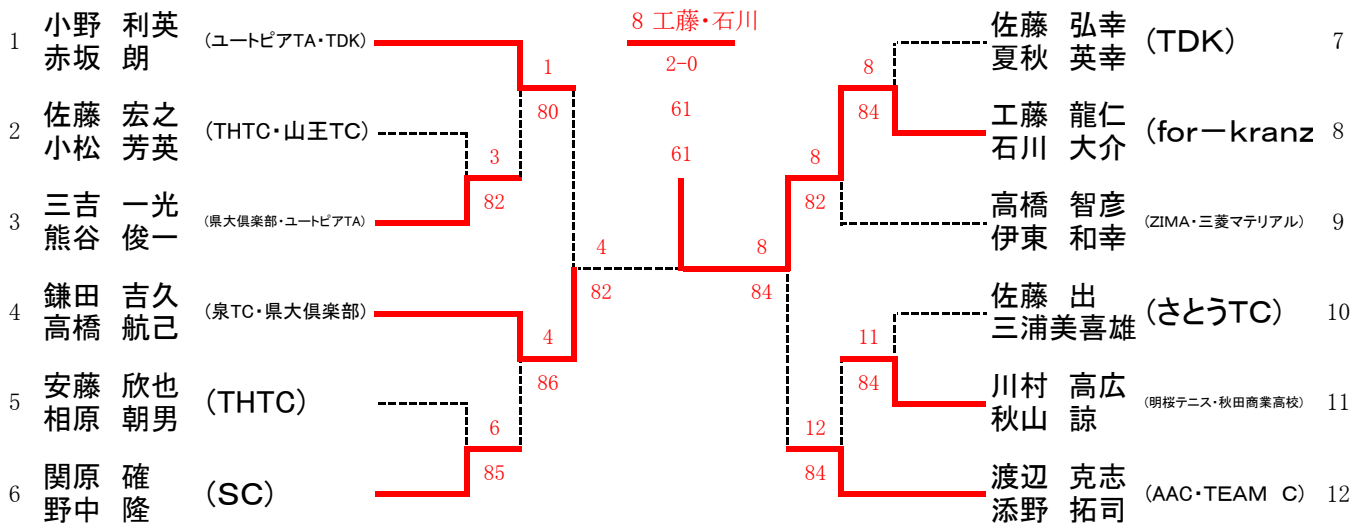 1 小野 利英 赤坂 朗 (ユートピアTA・TDK)
2 佐藤 宏之 小松 芳英 (THTC・山王TC)
3 三吉 一光 熊谷 俊一 (県大倶楽部・ユートピアTA)
4 鎌田 吉久 高橋 航己 (泉TC・県大倶楽部)
5 安藤 欣也 相原 朝男 (THTC)
6 関原 確 野中 隆 (SC)
1
80
3
82
4
86
6
85
4
82
8 工藤・石川
2-0
61
61
8
84
8
82
12
84
8
84
11
84
佐藤 弘幸 夏秋 英幸 (TDK) 7
工藤 龍仁 石川 大介 (for－kranz 8
高橋 智彦 伊東 和幸 (ZIMA・三菱マテリアル) 9
佐藤 出 三浦美喜雄 (さとうTC) 10
川村 高広 秋山 諒 (明桜テニス・秋田商業高校) 11
渡辺 克志 添野 拓司 (AAC・TEAM C) 12